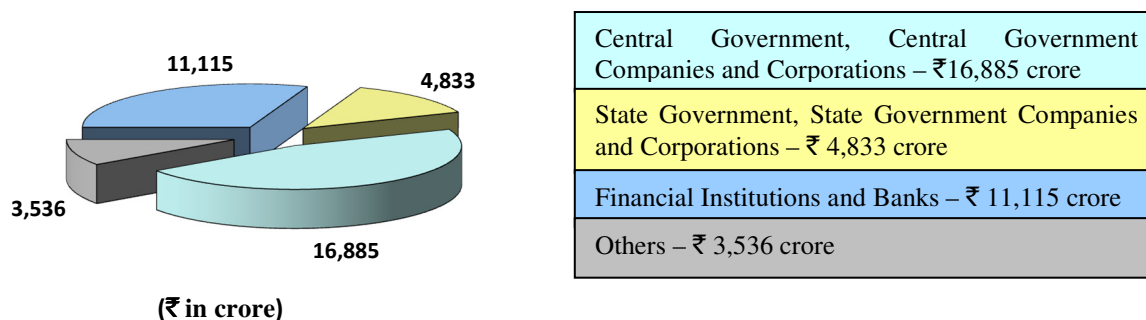 11,115
4,833
3,536
16,885
(₹ in crore)
Central Government, Central Government
Companies and Corporations – ₹16,885 crore
State Government, State Government Companies
and Corporations – ₹ 4,833 crore
Financial Institutions and Banks – ₹ 11,115 crore
Others – ₹ 3,536 crore